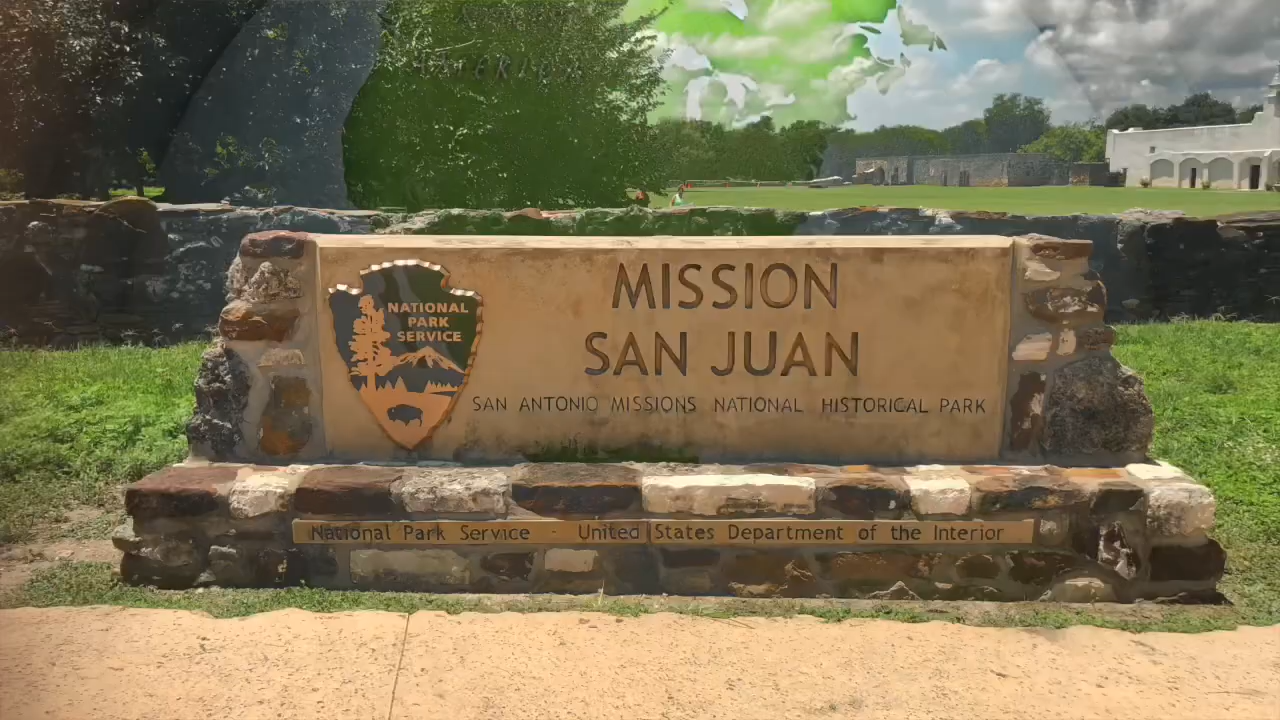 AMERICA
MISSION
SAN JUAN
NATIONAL
PARK
SERVICE
SAN ANTONIO MISSIONS NATIONAL HISTORICAL PARK
National Park Service · United States Department of the Interior